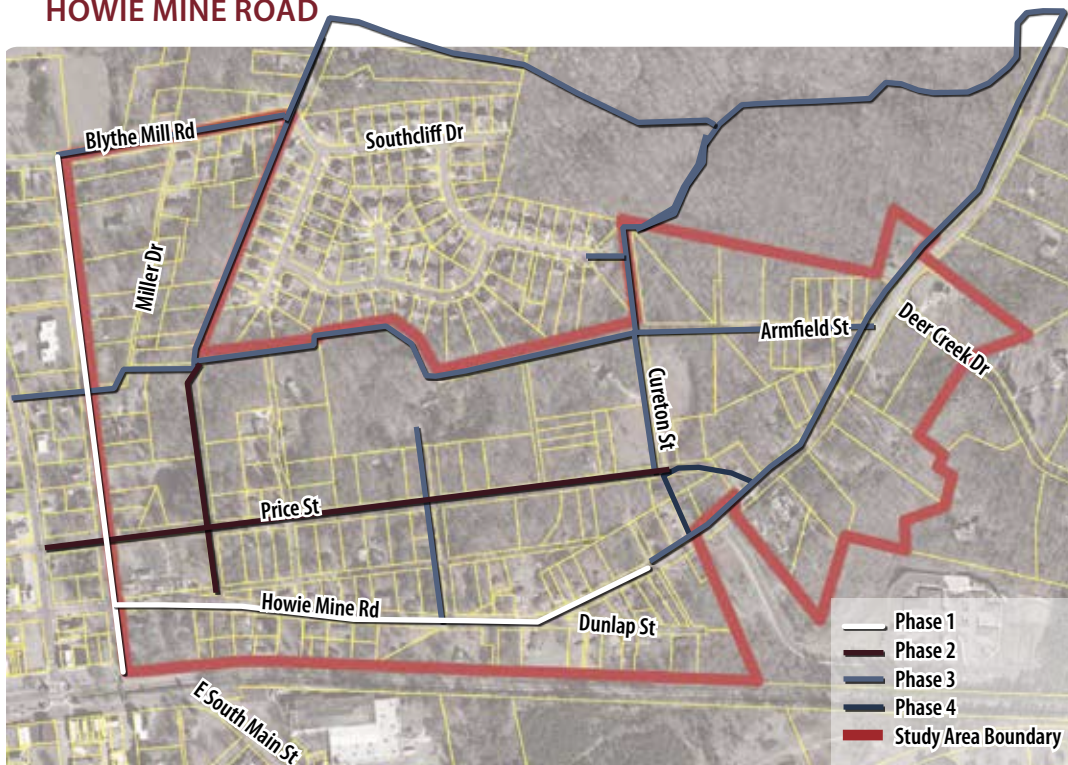 HOWIE MINE ROAD
Blythe Mill Rd
Southcliff Dr
Miller Dr
Armfield St
Deer Creek Dr
Cureton St
Price St
Howie Mine Rd
Dunlap St
E South Main St
Phase 1
Phase 2
Phase 3
Phase 4
Study Area Boundary